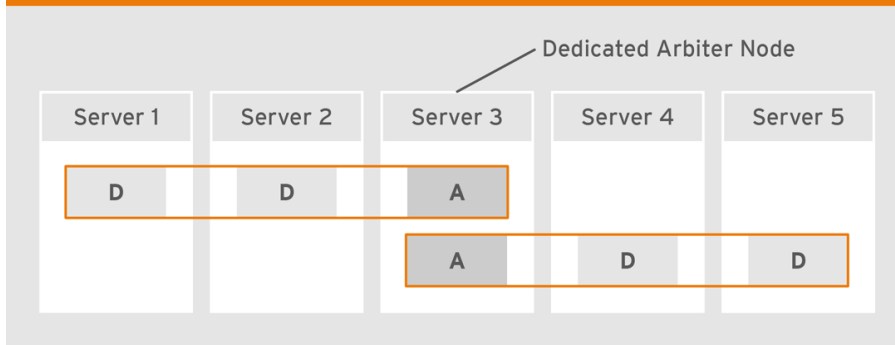 Dedicated Arbiter Node
Server 1 Server 2 Server 3 Server 4 Server 5
D D A
A D D